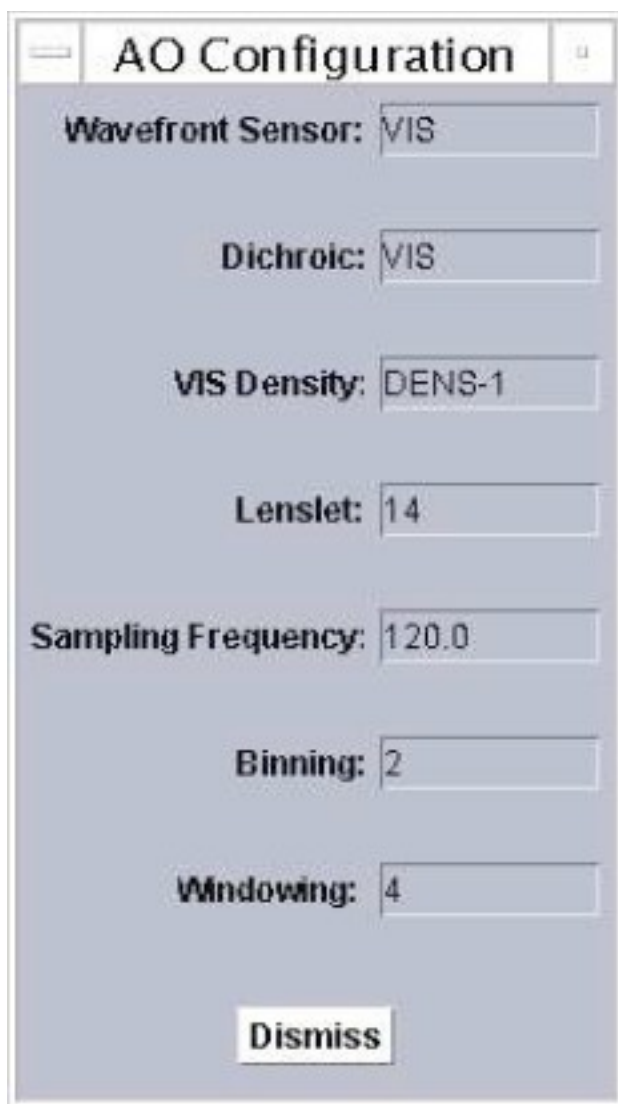 AO Configuration
Wavefront Sensor: VIS
Dichroic: VIS
VIS Density: DENS-1
Lenslet: 14
Sampling Frequency: 120.0
Binning: 2
Windowing: 4
Dismiss